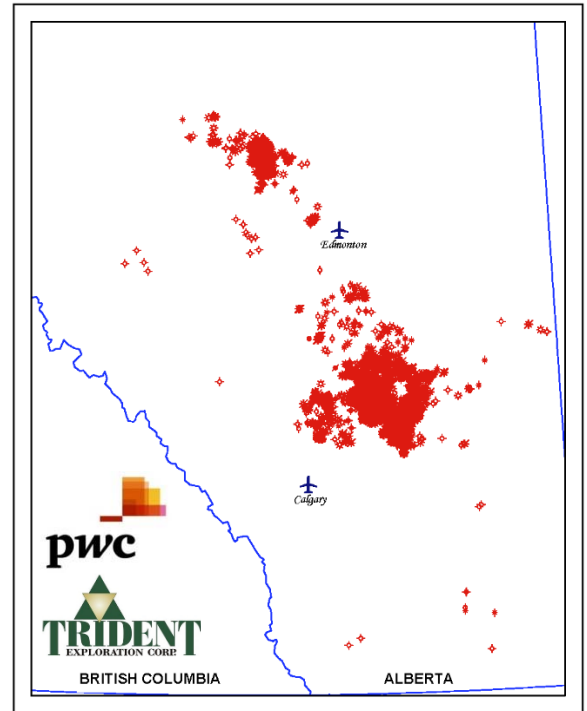 Edmonton
Calgary
pwc
TRIDENT
EXPLORATION CORP.
BRITISH COLUMBIA
ALBERTA